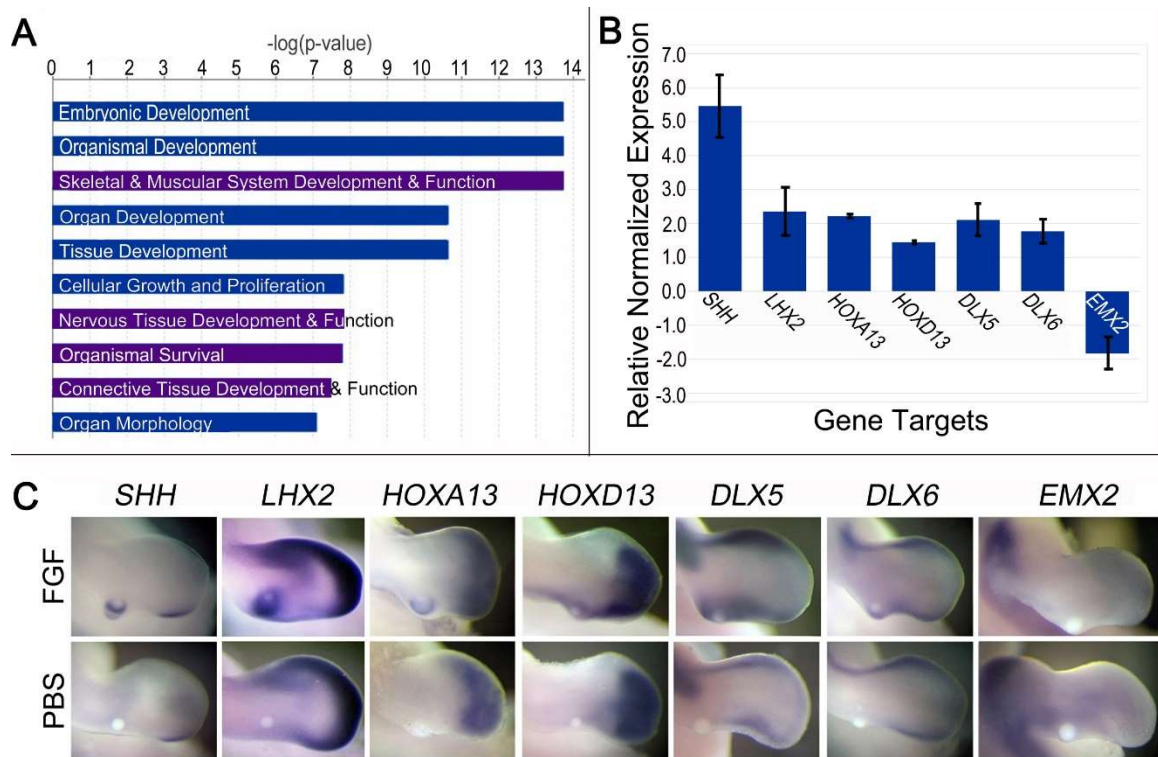 A
-log(p-value)
0 1 2 3 4 5 6 7 8 9 10 11 12 13 14
Embryonic Development
Organismal Development
Skeletal & Muscular System Development & Function
Organ Development
Tissue Development
Cellular Growth and Proliferation
Nervous Tissue Development & Function
Organismal Survival
Connective Tissue Development & Function
Organ Morphology
B
Relative Normalized Expression
7.0
6.0
5.0
4.0
3.0
2.0
1.0
0.0
-1.0
-2.0
-3.0
SHH LHX2 HOXA13 HOXD13 DLX5 DLX6 EMX2
Gene Targets
C
SHH LHX2 HOXA13 HOXD13 DLX5 DLX6 EMX2
FGF
PBS